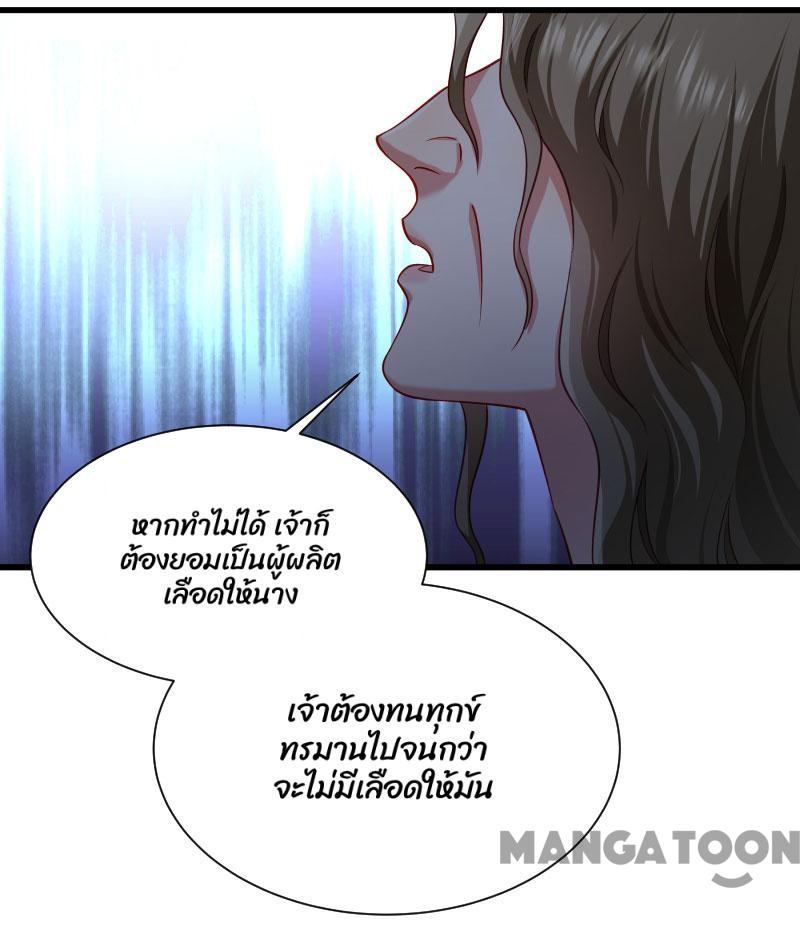 หากทำไม่ได้ เจ้าก็
ต้องยอมเป็นผู้ผลิต
เลือดให้นาง
เจ้าต้องทนทุกข์
ทรมานไปจนกว่า
จะไม่มีเลือดให้มัน
MANGATOON